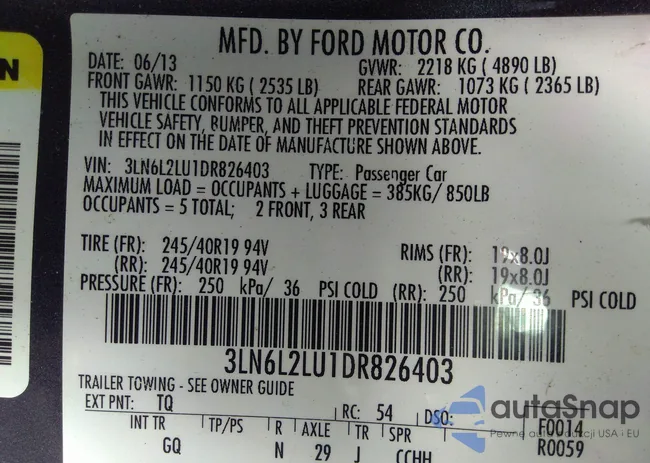 MFD. BY FORD MOTOR CO.
DATE: 06/13 GVWR: 2218 KG ( 4890 LB)
FRONT GAWR: 1150 KG ( 2535 LB) REAR GAWR: 1073 KG ( 2365 LB)
THIS VEHICLE CONFORMS TO ALL APPLICABLE FEDERAL MOTOR
VEHICLE SAFETY, BUMPER, AND THEFT PREVENTION STANDARDS
IN EFFECT ON THE DATE OF MANUFACTURE SHOWN ABOVE.
VIN: 3LN6L2LU1DR826403 TYPE: Passenger Car
MAXIMUM LOAD = OCCUPANTS + LUGGAGE = 385KG/ 850LB
OCCUPANTS = 5 TOTAL; 2 FRONT, 3 REAR
TIRE (FR): 245/40R19 94V RIMS (FR): 19x8.0J
(RR): 245/40R19 94V (RR): 19x8.0J
PRESSURE (FR): 250 kPa/ 36 PSI COLD (RR): 250 kPa/ 36 PSI COLD
3LN6L2LU1DR826403
TRAILER TOWING - SEE OWNER GUIDE
EXT PNT: TQ RC: 54 DSO: F0014
INT TR TP/PS R AXLE TR SPR R0059
GQ N 29 J CCHH
N
autoSnap
Pewne auta z aukcji USA i EU